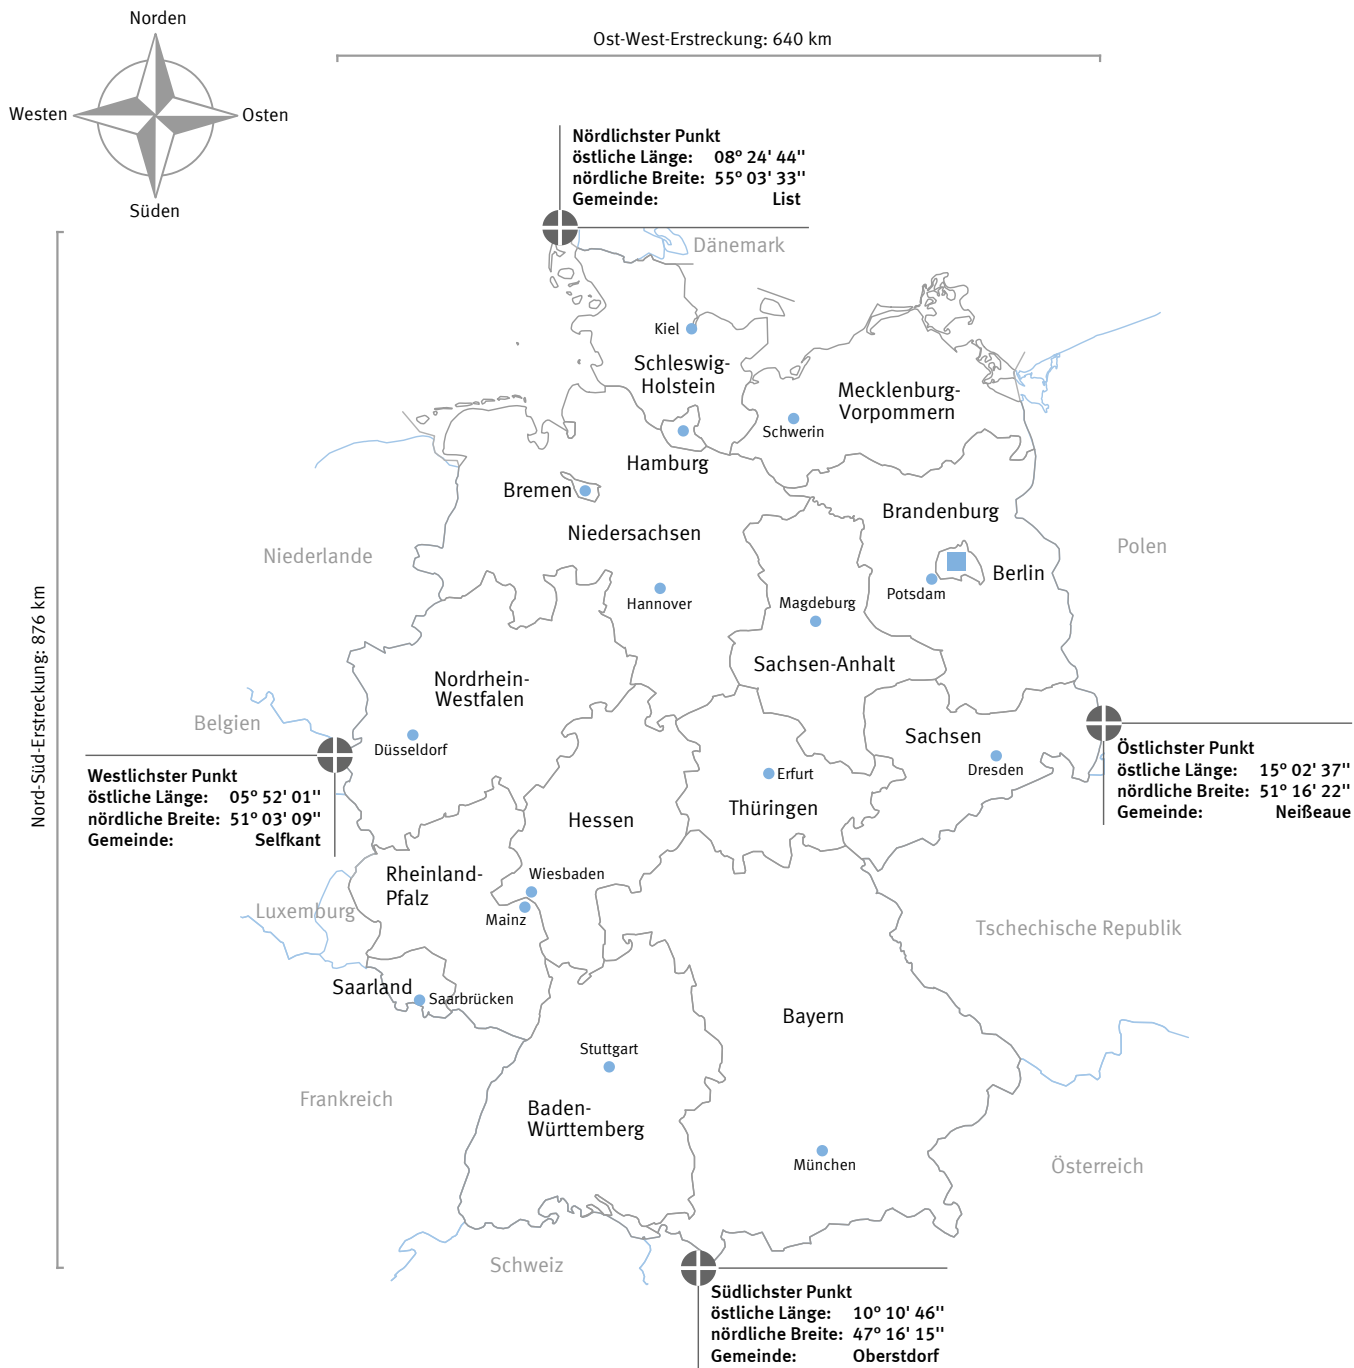 Norden
Ost-West-Erstreckung: 640 km
Westen
Osten
Süden
Nördlichster Punkt
östliche Länge: 08° 24' 44"
nördliche Breite: 55° 03' 33"
Gemeinde: List
Dänemark
Kiel
Schleswig-
Holstein
Mecklenburg-
Vorpommern
Schwerin
Hamburg
Bremen
Brandenburg
Niedersachsen
Niederlande
Polen
Berlin
Potsdam
Hannover
Magdeburg
Nord-Süd-Erstreckung: 876 km
Sachsen-Anhalt
Nordrhein-
Westfalen
Belgien
Düsseldorf
Sachsen
Dresden
Westlichster Punkt
östliche Länge: 05° 52' 01"
nördliche Breite: 51° 03' 09"
Gemeinde: Selfkant
Östlichster Punkt
östliche Länge: 15° 02' 37"
nördliche Breite: 51° 16' 22"
Gemeinde: Neißeaue
Erfurt
Thüringen
Hessen
Rheinland-
Pfalz
Wiesbaden
Mainz
Luxemburg
Tschechische Republik
Saarland
Saarbrücken
Bayern
Stuttgart
Frankreich
Baden-
Württemberg
München
Österreich
Schweiz
Südlichster Punkt
östliche Länge: 10° 10' 46"
nördliche Breite: 47° 16' 15"
Gemeinde: Oberstdorf